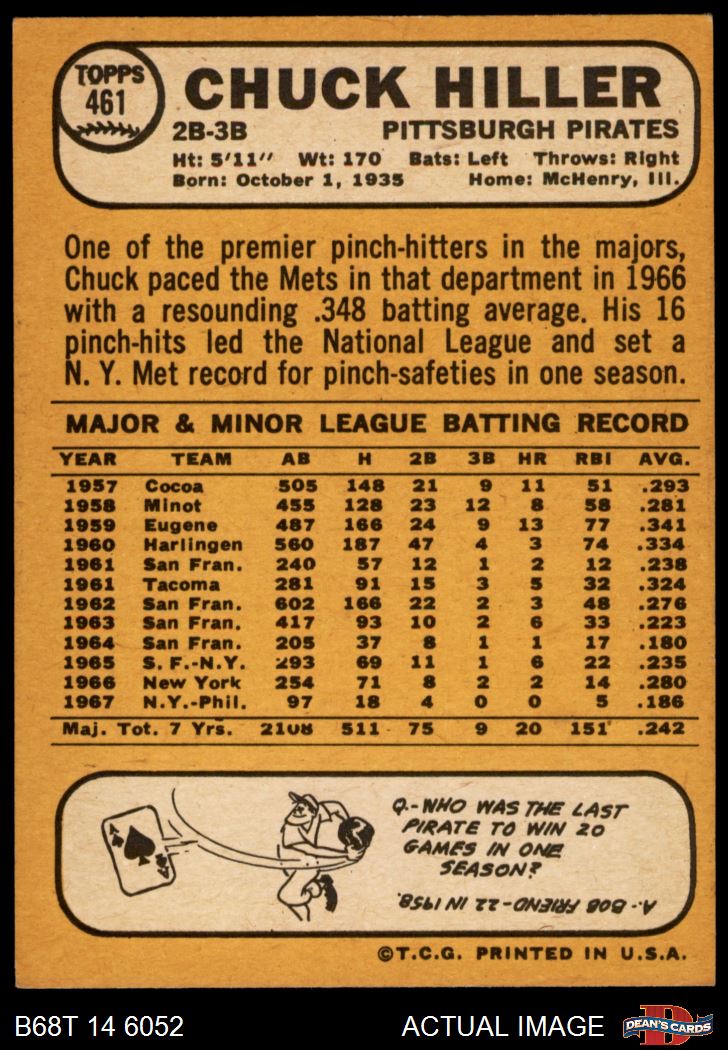 TOPPS
461
CHUCK HILLER
2B-3B PITTSBURGH PIRATES
Ht: 5'11" Wt: 170 Bats: Left Throws: Right
Born: October 1, 1935 Home: McHenry, Ill.
One of the premier pinch-hitters in the majors,
Chuck paced the Mets in that department in 1966
with a resounding .348 batting average. His 16
pinch-hits led the National League and set a
N. Y. Met record for pinch-safeties in one season.
MAJOR & MINOR LEAGUE BATTING RECORD
YEAR TEAM AB H 2B 3B HR RBI AVG.
1957 Cocoa 505 148 21 9 11 51 .293
1958 Minot 455 128 23 12 8 58 .281
1959 Eugene 487 166 24 9 13 77 .341
1960 Harlingen 560 187 47 4 3 74 .334
1961 San Fran. 240 57 12 1 2 12 .238
1961 Tacoma 281 91 15 3 5 32 .324
1962 San Fran. 602 166 22 2 3 48 .276
1963 San Fran. 417 93 10 2 6 33 .223
1964 San Fran. 205 37 8 1 1 17 .180
1965 S. F.-N.Y. 293 69 11 1 6 22 .235
1966 New York 254 71 8 2 2 14 .280
1967 N.Y.-Phil. 97 18 4 0 0 5 .186
Maj. Tot. 7 Yrs. 2108 511 75 9 20 151 .242
A
A
Q.-WHO WAS THE LAST
PIRATE TO WIN 20
GAMES IN ONE
SEASON?
A.-BOB FRIEND-22 IN 1958.
©T.C.G. PRINTED IN U.S.A.
B68T 14 6052 ACTUAL IMAGE
D
DEAN'S CARDS